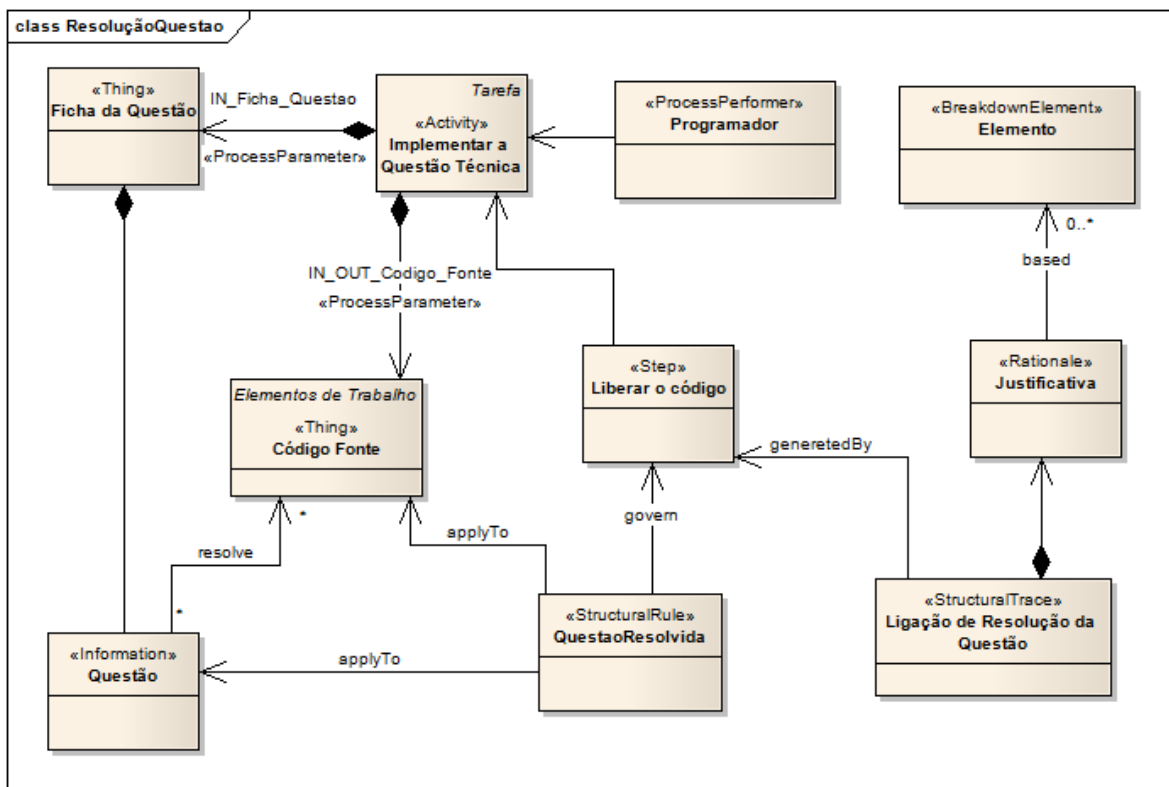 class ResoluçãoQuestao
«Thing»
Ficha da Questão
IN_Ficha_Questao
«ProcessParameter»
Tarefa
«Activity»
Implementar a
Questão Técnica
«ProcessPerformer»
Programador
«BreakdownElement»
Elemento
0..*
based
IN_OUT_Codigo_Fonte
«ProcessParameter»
Elementos de Trabalho
«Thing»
Código Fonte
«Step»
Liberar o código
«Rationale»
Justificativa
generetedBy
govern
applyTo
*
resolve
*
«Information»
Questão
applyTo
«StructuralRule»
QuestaoResolvida
«StructuralTrace»
Ligação de Resolução da
Questão